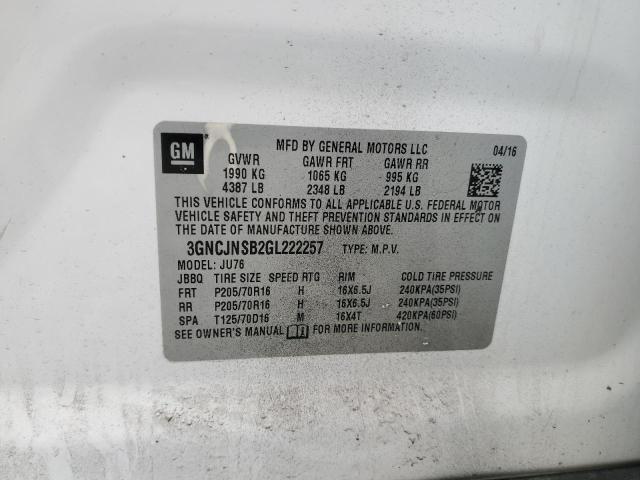 GM
MFD BY GENERAL MOTORS LLC 04/16
GVWR GAWR FRT GAWR RR
1990 KG 1065 KG 995 KG
4387 LB 2348 LB 2194 LB
THIS VEHICLE CONFORMS TO ALL APPLICABLE U.S. FEDERAL MOTOR
VEHICLE SAFETY AND THEFT PREVENTION STANDARDS IN EFFECT ON
THE DATE OF MANUFACTURE SHOWN ABOVE.
3GNCJNSB2GL222257 TYPE: M.P.V.
MODEL: JU76
JBBQ TIRE SIZE SPEED RTG RIM COLD TIRE PRESSURE
FRT P205/70R16 H 16X6.5J 240KPA(35PSI)
RR P205/70R16 H 16X6.5J 240KPA(35PSI)
SPA T125/70D16 M 16X4T 420KPA(60PSI)
SEE OWNER'S MANUAL FOR MORE INFORMATION.